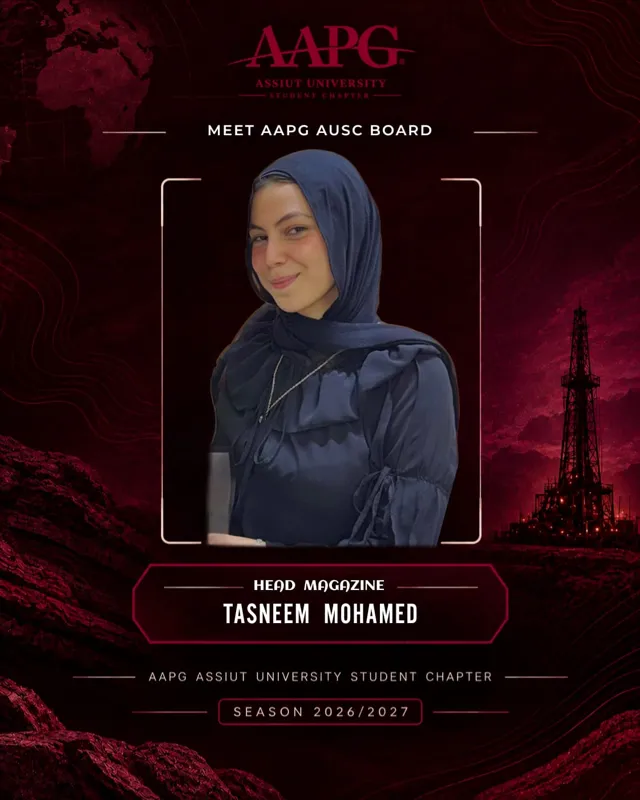 AAPG
ASSIUT UNIVERSITY
STUDENT CHAPTER
MEET AAPG AUSC BOARD
HEAD MAGAZINE
TASNEEM MOHAMED
AAPG ASSIUT UNIVERSITY STUDENT CHAPTER
SEASON 2026/2027